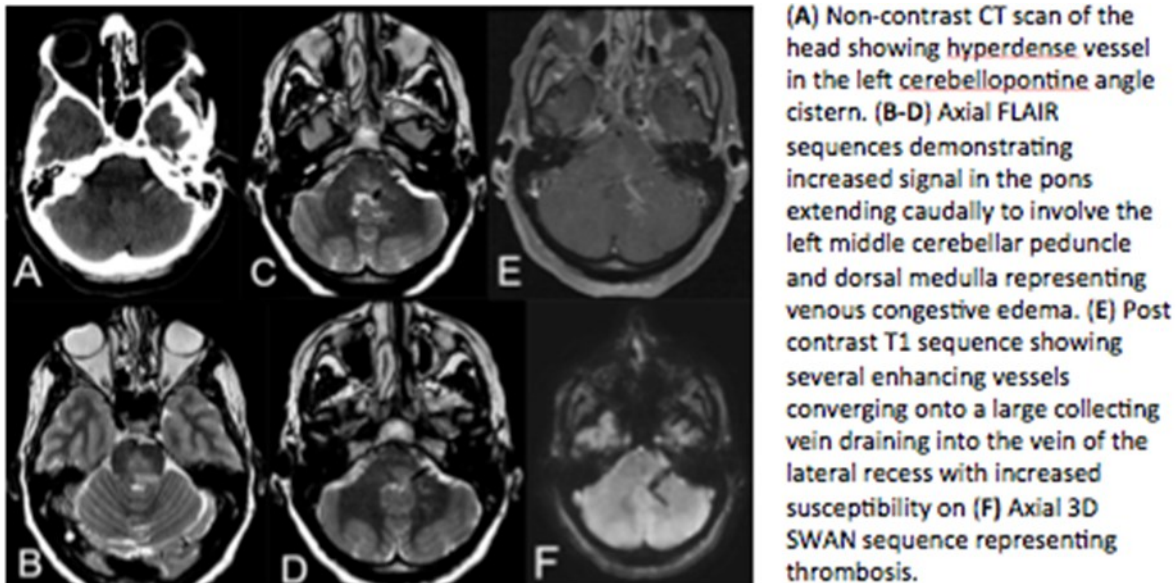 A
C
E
B
D
F
(A) Non-contrast CT scan of the
head showing hyperdense vessel
in the left cerebellopontine angle
cistern. (B-D) Axial FLAIR
sequences demonstrating
increased signal in the pons
extending caudally to involve the
left middle cerebellar peduncle
and dorsal medulla representing
venous congestive edema. (E) Post
contrast T1 sequence showing
several enhancing vessels
converging onto a large collecting
vein draining into the vein of the
lateral recess with increased
susceptibility on (F) Axial 3D
SWAN sequence representing
thrombosis.